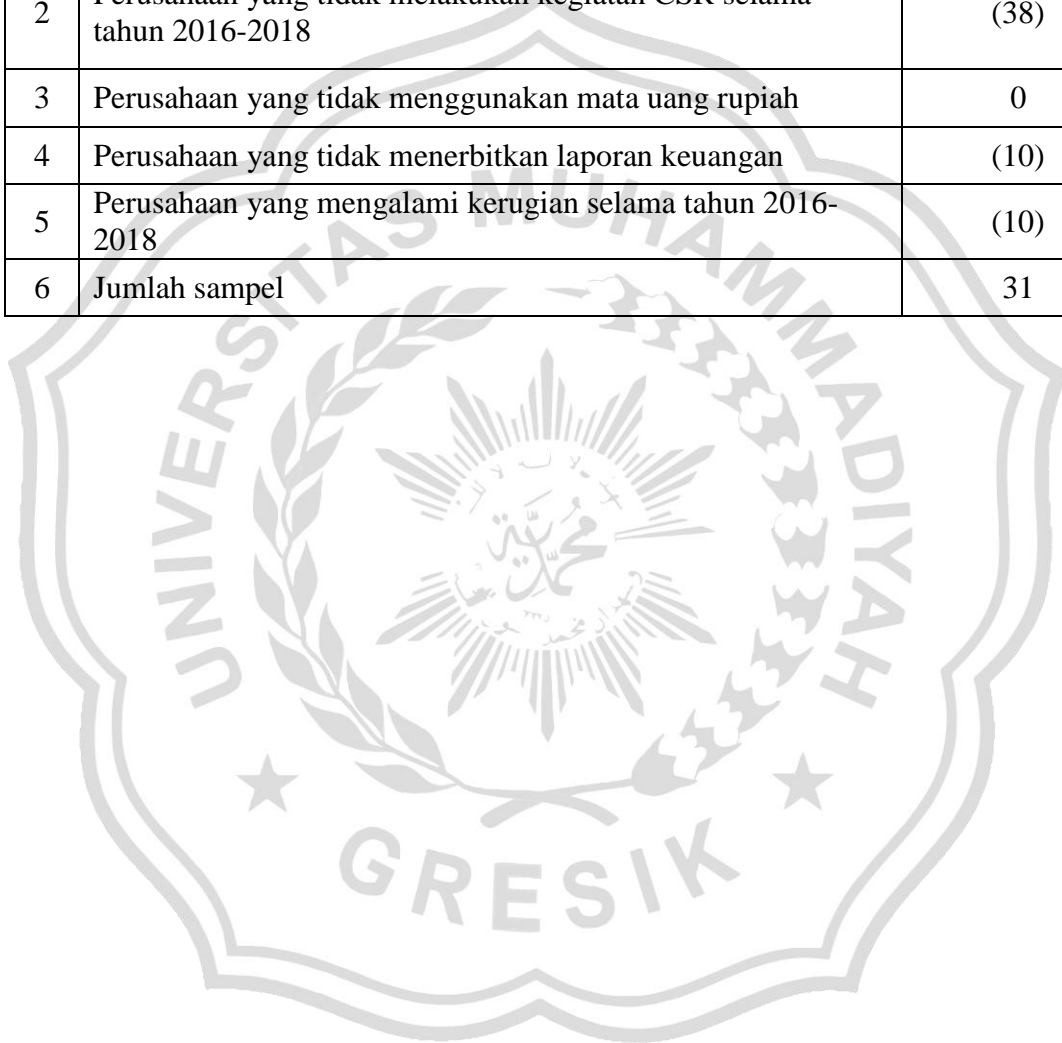 2 Perusahaan yang tidak melakukan kegiatan CSR selama (38)
tahun 2016-2018
3 Perusahaan yang tidak menggunakan mata uang rupiah 0
4 Perusahaan yang tidak menerbitkan laporan keuangan (10)
5 Perusahaan yang mengalami kerugian selama tahun 2016- (10)
2018
6 Jumlah sampel 31
UNIVERSITAS MUHAMMADIYAH
GRESIK